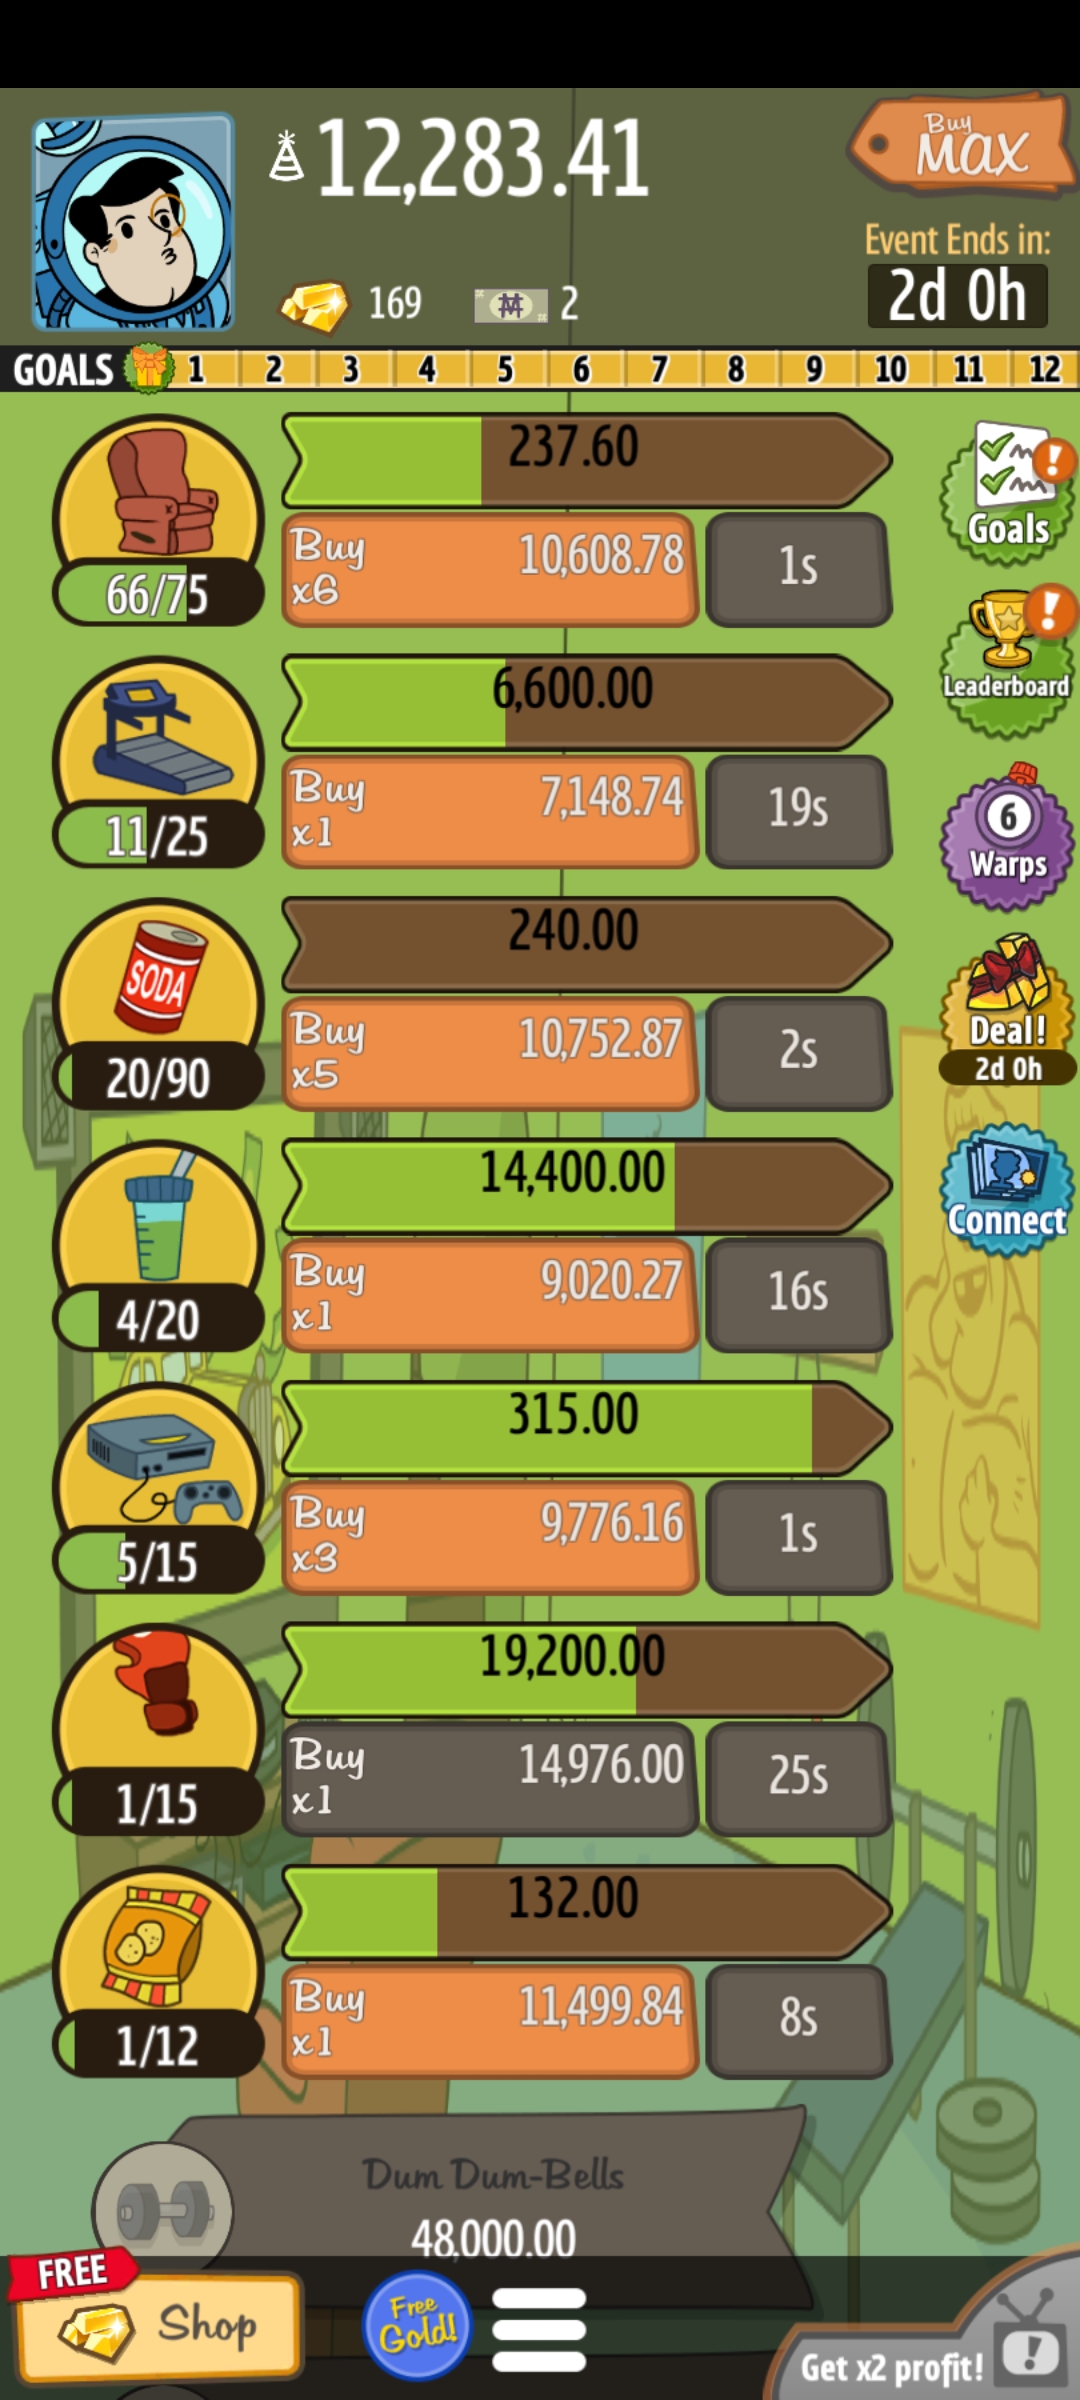 12,283.41
Buy
MAX
Event Ends in:
2d 0h
169
2
GOALS 1 2 3 4 5 6 7 8 9 10 11 12
237.60
Buy
x6
10,608.78
1s
66/75
Goals
6,600.00
Buy
x1
7,148.74
19s
11/25
Leaderboard
6
Warps
240.00
Buy
x5
10,752.87
2s
SODA
20/90
Deal!
2d 0h
14,400.00
Buy
x1
9,020.27
16s
4/20
Connect
315.00
Buy
x3
9,776.16
1s
5/15
19,200.00
Buy
x1
14,976.00
25s
1/15
132.00
Buy
x1
11,499.84
8s
1/12
Dum Dum-Bells
48,000.00
FREE
Shop
Free
Gold!
Get x2 profit!